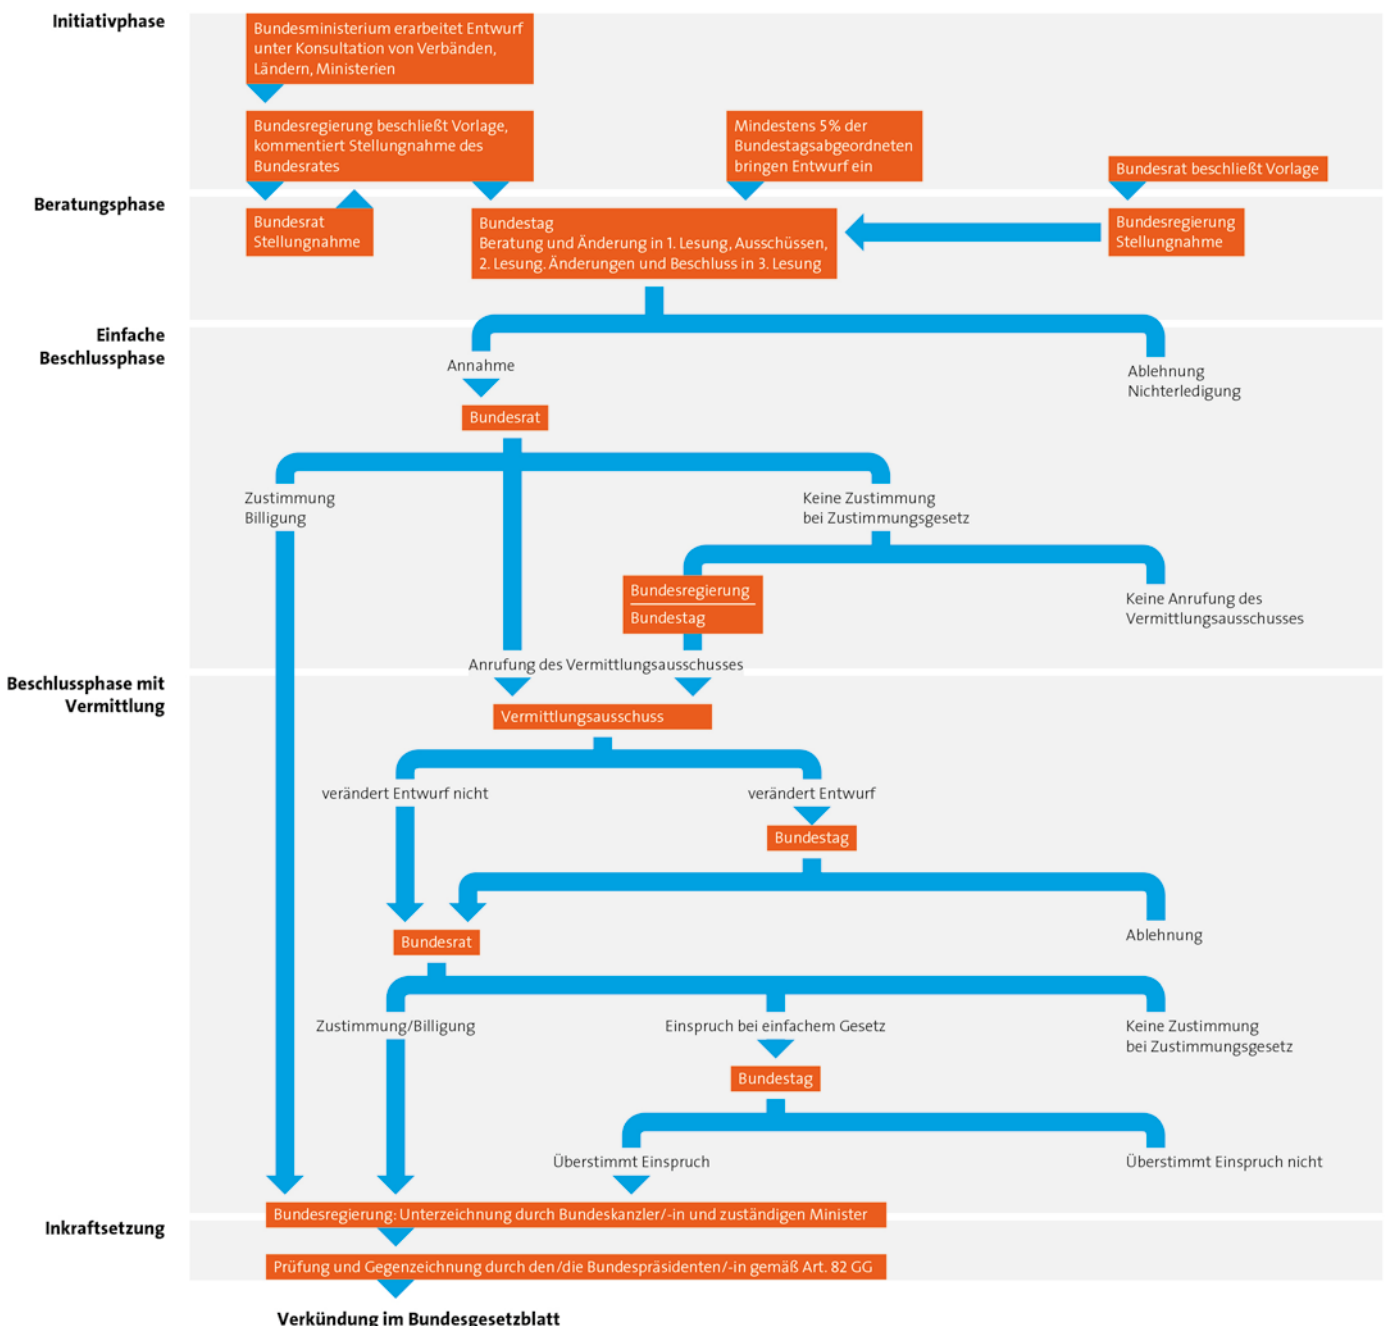 Initiativphase
Bundesministerium erarbeitet Entwurf
unter Konsultation von Verbänden,
Ländern, Ministerien
Bundesregierung beschließt Vorlage,
kommentiert Stellungnahme des
Bundesrates
Mindestens 5% der
Bundestagsabgeordneten
bringen Entwurf ein
Bundesrat beschließt Vorlage
Beratungsphase
Bundesrat
Stellungnahme
Bundestag
Beratung und Änderung in 1. Lesung, Ausschüssen,
2. Lesung. Änderungen und Beschluss in 3. Lesung
Bundesregierung
Stellungnahme
Einfache
Beschlussphase
Annahme
Ablehnung
Nichterledigung
Bundesrat
Zustimmung
Billigung
Keine Zustimmung
bei Zustimmungsgesetz
Bundesregierung
Bundestag
Keine Anrufung des
Vermittlungsausschusses
Anrufung des Vermittlungsausschusses
Beschlussphase mit
Vermittlung
Vermittlungsausschuss
verändert Entwurf nicht
verändert Entwurf
Bundestag
Bundesrat
Ablehnung
Zustimmung/Billigung
Einspruch bei einfachem Gesetz
Keine Zustimmung
bei Zustimmungsgesetz
Bundestag
Überstimmt Einspruch
Überstimmt Einspruch nicht
Inkraftsetzung
Bundesregierung: Unterzeichnung durch Bundeskanzler/-in und zuständigen Minister
Prüfung und Gegenzeichnung durch den/die Bundespräsidenten/-in gemäß Art. 82 GG
Verkündung im Bundesgesetzblatt